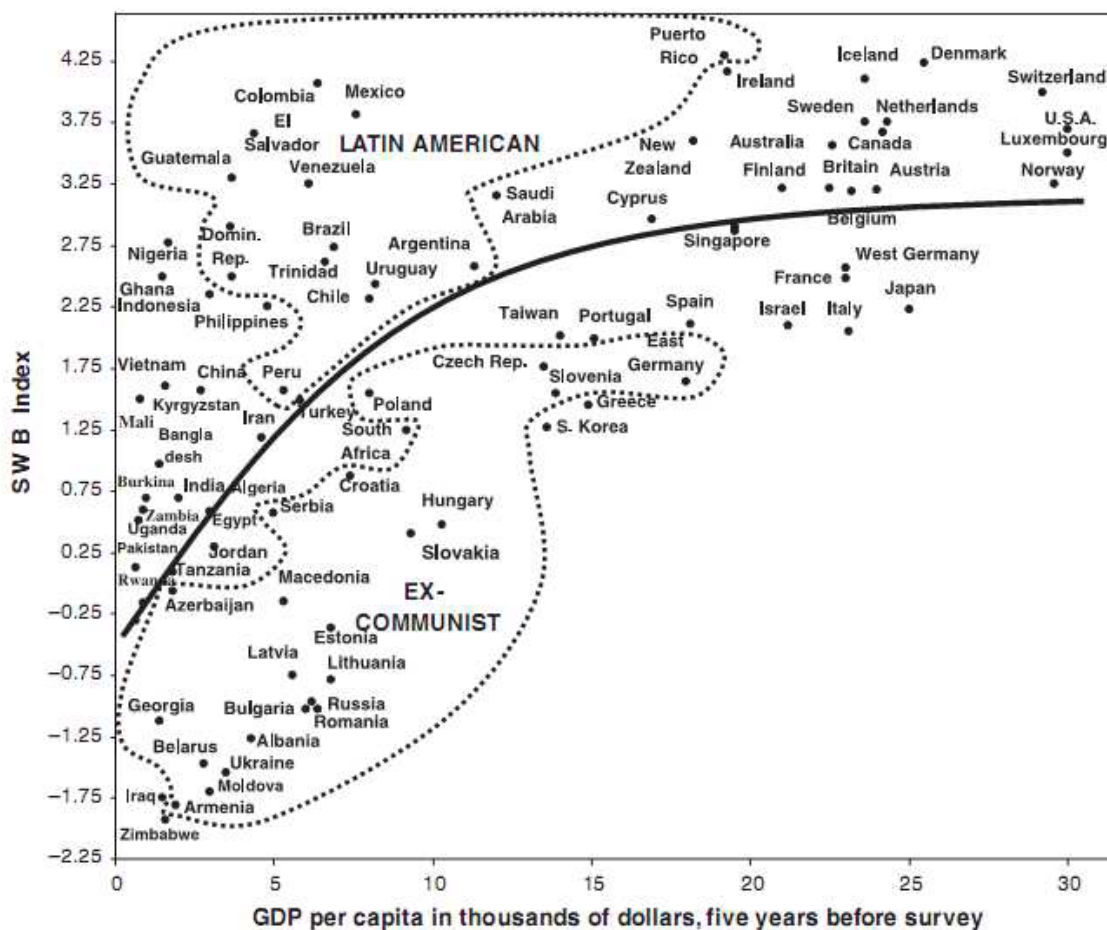 4.25
3.75
3.25
2.75
2.25
1.75
1.25
0.75
0.25
−0.25
−0.75
−1.25
−1.75
−2.25
SW B Index
Puerto
Rico
Iceland
Denmark
Ireland
Switzerland
Colombia
Mexico
Sweden
Netherlands
U.S.A.
El
Salvador
LATIN AMERICAN
New
Zealand
Australia
Canada
Luxembourg
Guatemala
Venezuela
Finland
Britain
Austria
Norway
Saudi
Arabia
Cyprus
Belgium
Nigeria
Domin.
Rep.
Brazil
Argentina
Singapore
West Germany
Trinidad
Uruguay
France
Ghana
Indonesia
Chile
Japan
Philippines
Taiwan
Portugal
Spain
Israel
Italy
East
Germany
Vietnam
China
Peru
Czech Rep.
Slovenia
Kyrgyzstan
Turkey
Poland
Greece
Mali
Iran
South
Africa
S. Korea
Bangla
desh
Burkina
India
Algeria
Croatia
Zambia
Egypt
Serbia
Hungary
Uganda
Pakistan
Jordan
Slovakia
Rwanda
Tanzania
Macedonia
EX-
COMMUNIST
Azerbaijan
Estonia
Latvia
Lithuania
Georgia
Bulgaria
Russia
Romania
Belarus
Albania
Ukraine
Iraq
Moldova
Armenia
Zimbabwe
0 5 10 15 20 25 30
GDP per capita in thousands of dollars, five years before survey